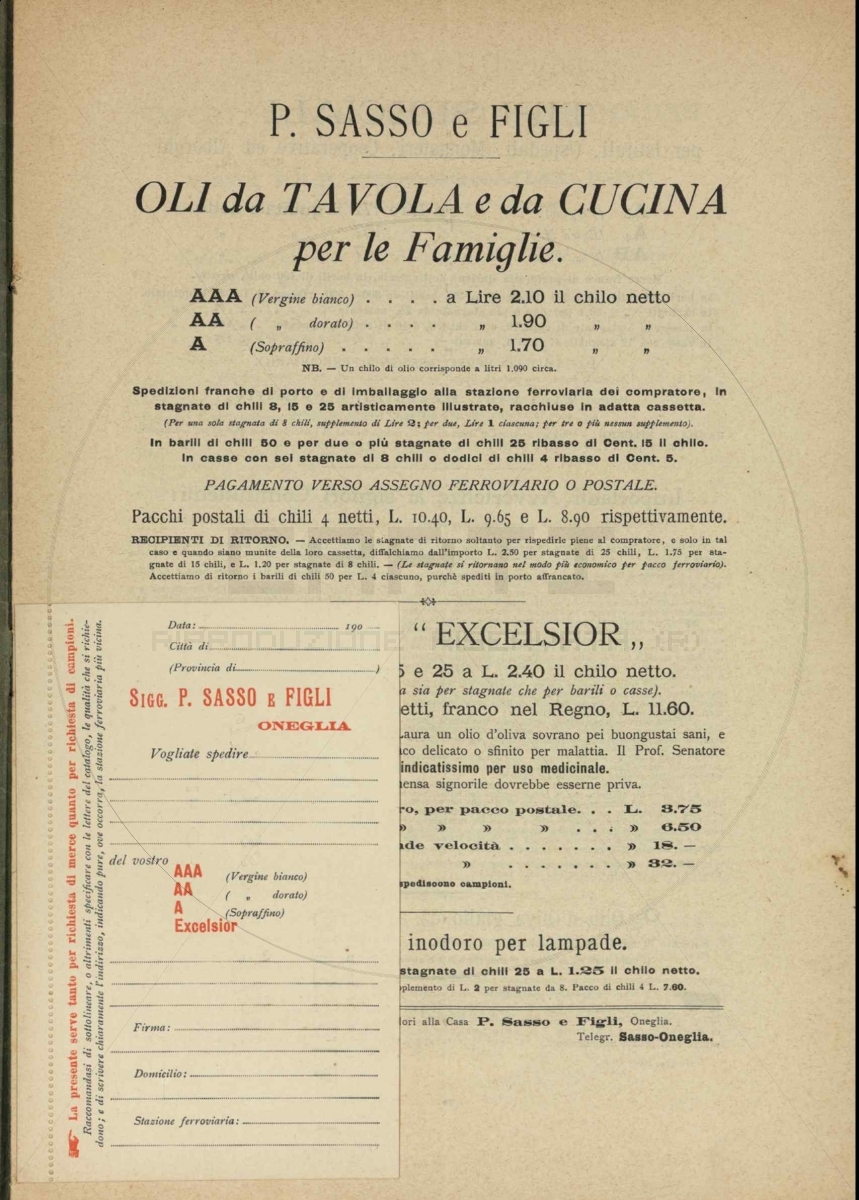 P. SASSO e FIGLI
OLI da TAVOLA e da CUCINA
per le Famiglie.
AAA (Vergine bianco) . . . . a Lire 2.10 il chilo netto
AA ( „ dorato) . . . . „ 1.90 „ „
A (Sopraffino) . . . . . „ 1.70 „ „
NB. — Un chilo di olio corrisponde a litri 1.090 circa.
Spedizioni franche di porto e di imballaggio alla stazione ferroviaria dei compratore, in
stagnate di chili 8, 15 e 25 artisticamente illustrate, racchiuse in adatta cassetta.
(Per una sola stagnata di 8 chili, supplemento di Lire 2; per due, Lire 1 ciascuna; per tre o più nessun supplemento).
In barili di chili 50 e per due o più stagnate di chili 25 ribasso di Cent. 15 il chilo.
In casse con sei stagnate di 8 chili o dodici di chili 4 ribasso di Cent. 5.
PAGAMENTO VERSO ASSEGNO FERROVIARIO O POSTALE.
Pacchi postali di chili 4 netti, L. 10.40, L. 9.65 e L. 8.90 rispettivamente.
RECIPIENTI DI RITORNO. — Accettiamo le stagnate di ritorno soltanto per rispedirle piene al compratore, e solo in tal
caso e quando siano munite della loro cassetta, diffalchiamo dall'importo L. 2.50 per stagnate di 25 chili, L. 1.75 per sta-
gnate di 15 chili, e L. 1.20 per stagnate di 8 chili. — (Le stagnate si ritornano nel modo più economico per pacco ferroviario).
Accettiamo di ritorno i barili di chili 50 per L. 4 ciascuno, purchè spediti in porto affrancato.
“ EXCELSIOR „
5 e 25 a L. 2.40 il chilo netto.
a sia per stagnate che per barili o casse).
etti, franco nel Regno, L. 11.60.
Laura un olio d'oliva sovrano pei buongustai sani, e
ico delicato o sfinito per malattia. Il Prof. Senatore
indicatissimo per uso medicinale.
ensa signorile dovrebbe esserne priva.
ro, per pacco postale. . . L. 3.75
» » » . . . » 6.50
de velocità . . . . . . . » 18. —
» . . . . . . . » 32. —
spediscono campioni.
inodoro per lampade.
stagnate di chili 25 a L. 1.25 il chilo netto.
plemento di L. 2 per stagnate da 8. Pacco di chili 4 L. 7.60.
lori alla Casa P. Sasso e Figli, Oneglia.
Telegr. Sasso-Oneglia.
La presente serve tanto per richiesta di merce quanto per richiesta di campioni.
Raccomandasi di sottolineare, o altrimenti specificare con le lettere del catalogo, le qualità che si richie-
dono; e di scrivere chiaramente l'indirizzo, indicando pure, ove occorra, la stazione ferroviaria più vicina.
Data: 190
Città di
(Provincia di )
SIGG. P. SASSO E FIGLI
ONEGLIA
Vogliate spedire
del vostro
AAA (Vergine bianco)
AA ( „ dorato)
A (Sopraffino)
Excelsior
Firma:
Domicilio:
Stazione ferroviaria: